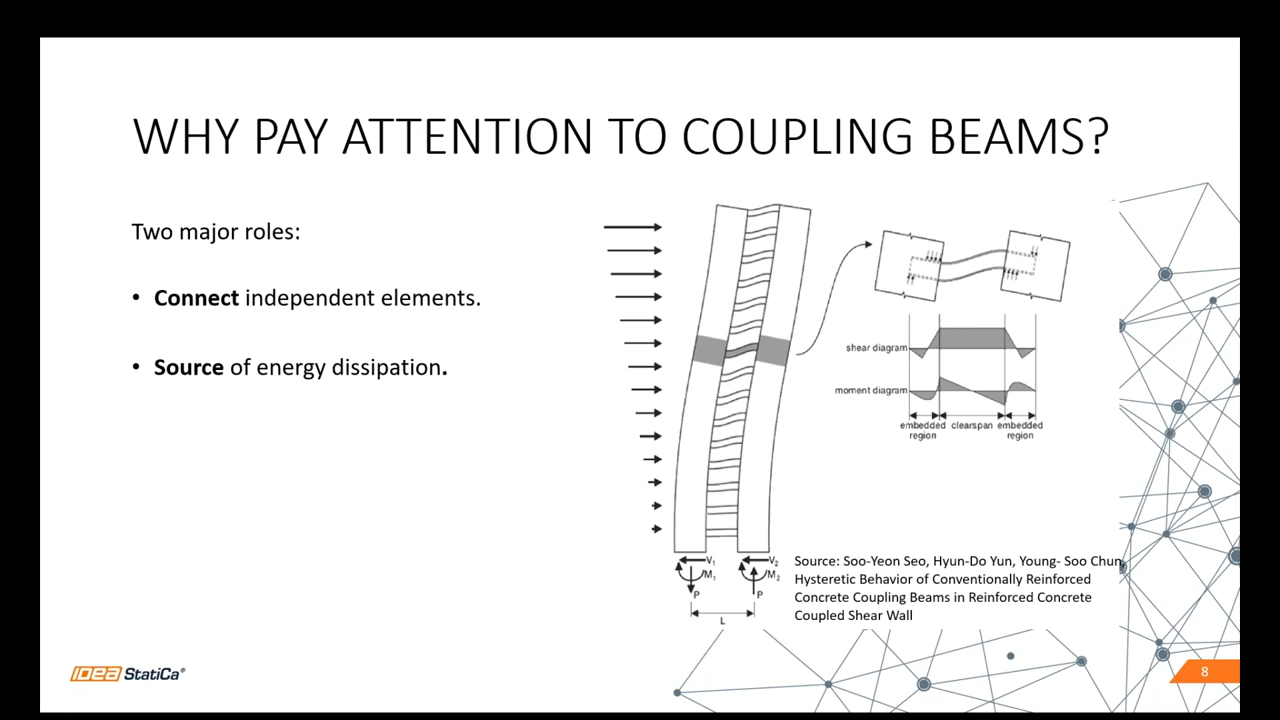 WHY PAY ATTENTION TO COUPLING BEAMS?
Two major roles:
• Connect independent elements.
• Source of energy dissipation.
shear diagram
moment diagram
embedded region
clearspan
embedded region
V₁
M₁
P
V₂
M₂
P
L
Source: Soo-Yeon Seo, Hyun-Do Yun, Young- Soo Chun,
Hysteretic Behavior of Conventionally Reinforced
Concrete Coupling Beams in Reinforced Concrete
Coupled Shear Wall
IDEA StatiCa®
8